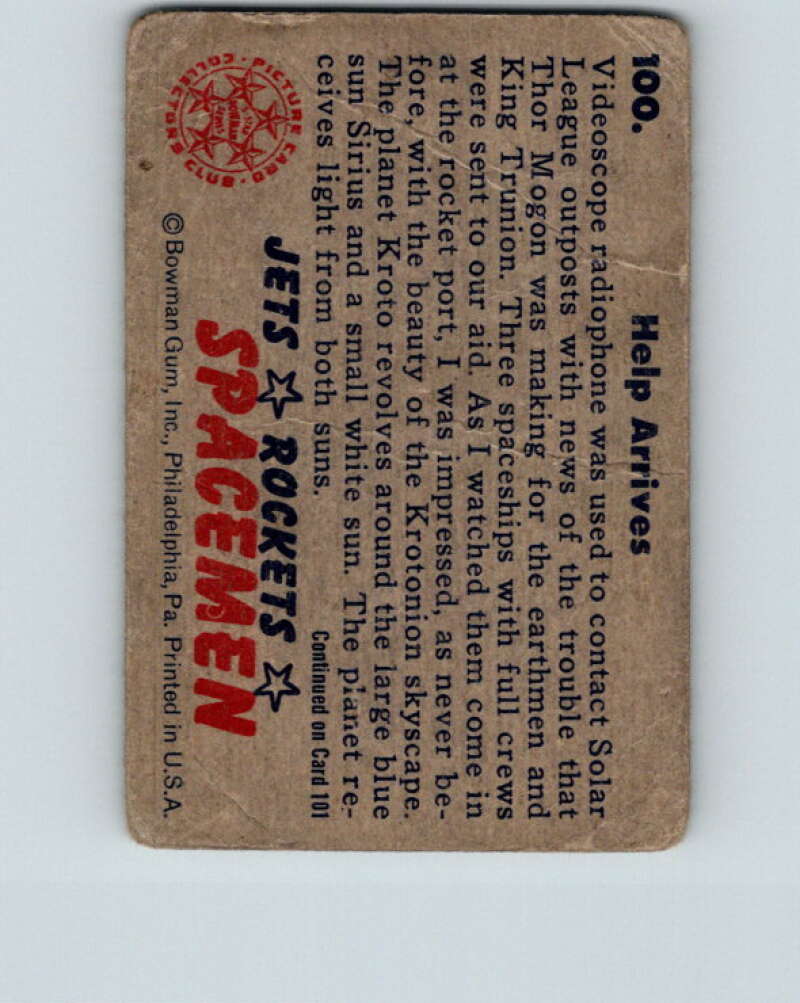 100. Help Arrives
Videoscope radiophone was used to contact Solar
League outposts with news of the trouble that
Thor Mogon was making for the earthmen and
King Trunion. Three spaceships with full crews
were sent to our aid. As I watched them come in
at the rocket port, I was impressed, as never be-
fore, with the beauty of the Krotonion skyscape.
The planet Kroto revolves around the large blue
sun Sirius and a small white sun. The planet re-
ceives light from both suns.
Continued on Card 101
PICTURE CARD COLLECTORS CLUB
JETS ROCKETS
SPACEMEN
© Bowman Gum, Inc., Philadelphia, Pa. Printed in U.S.A.